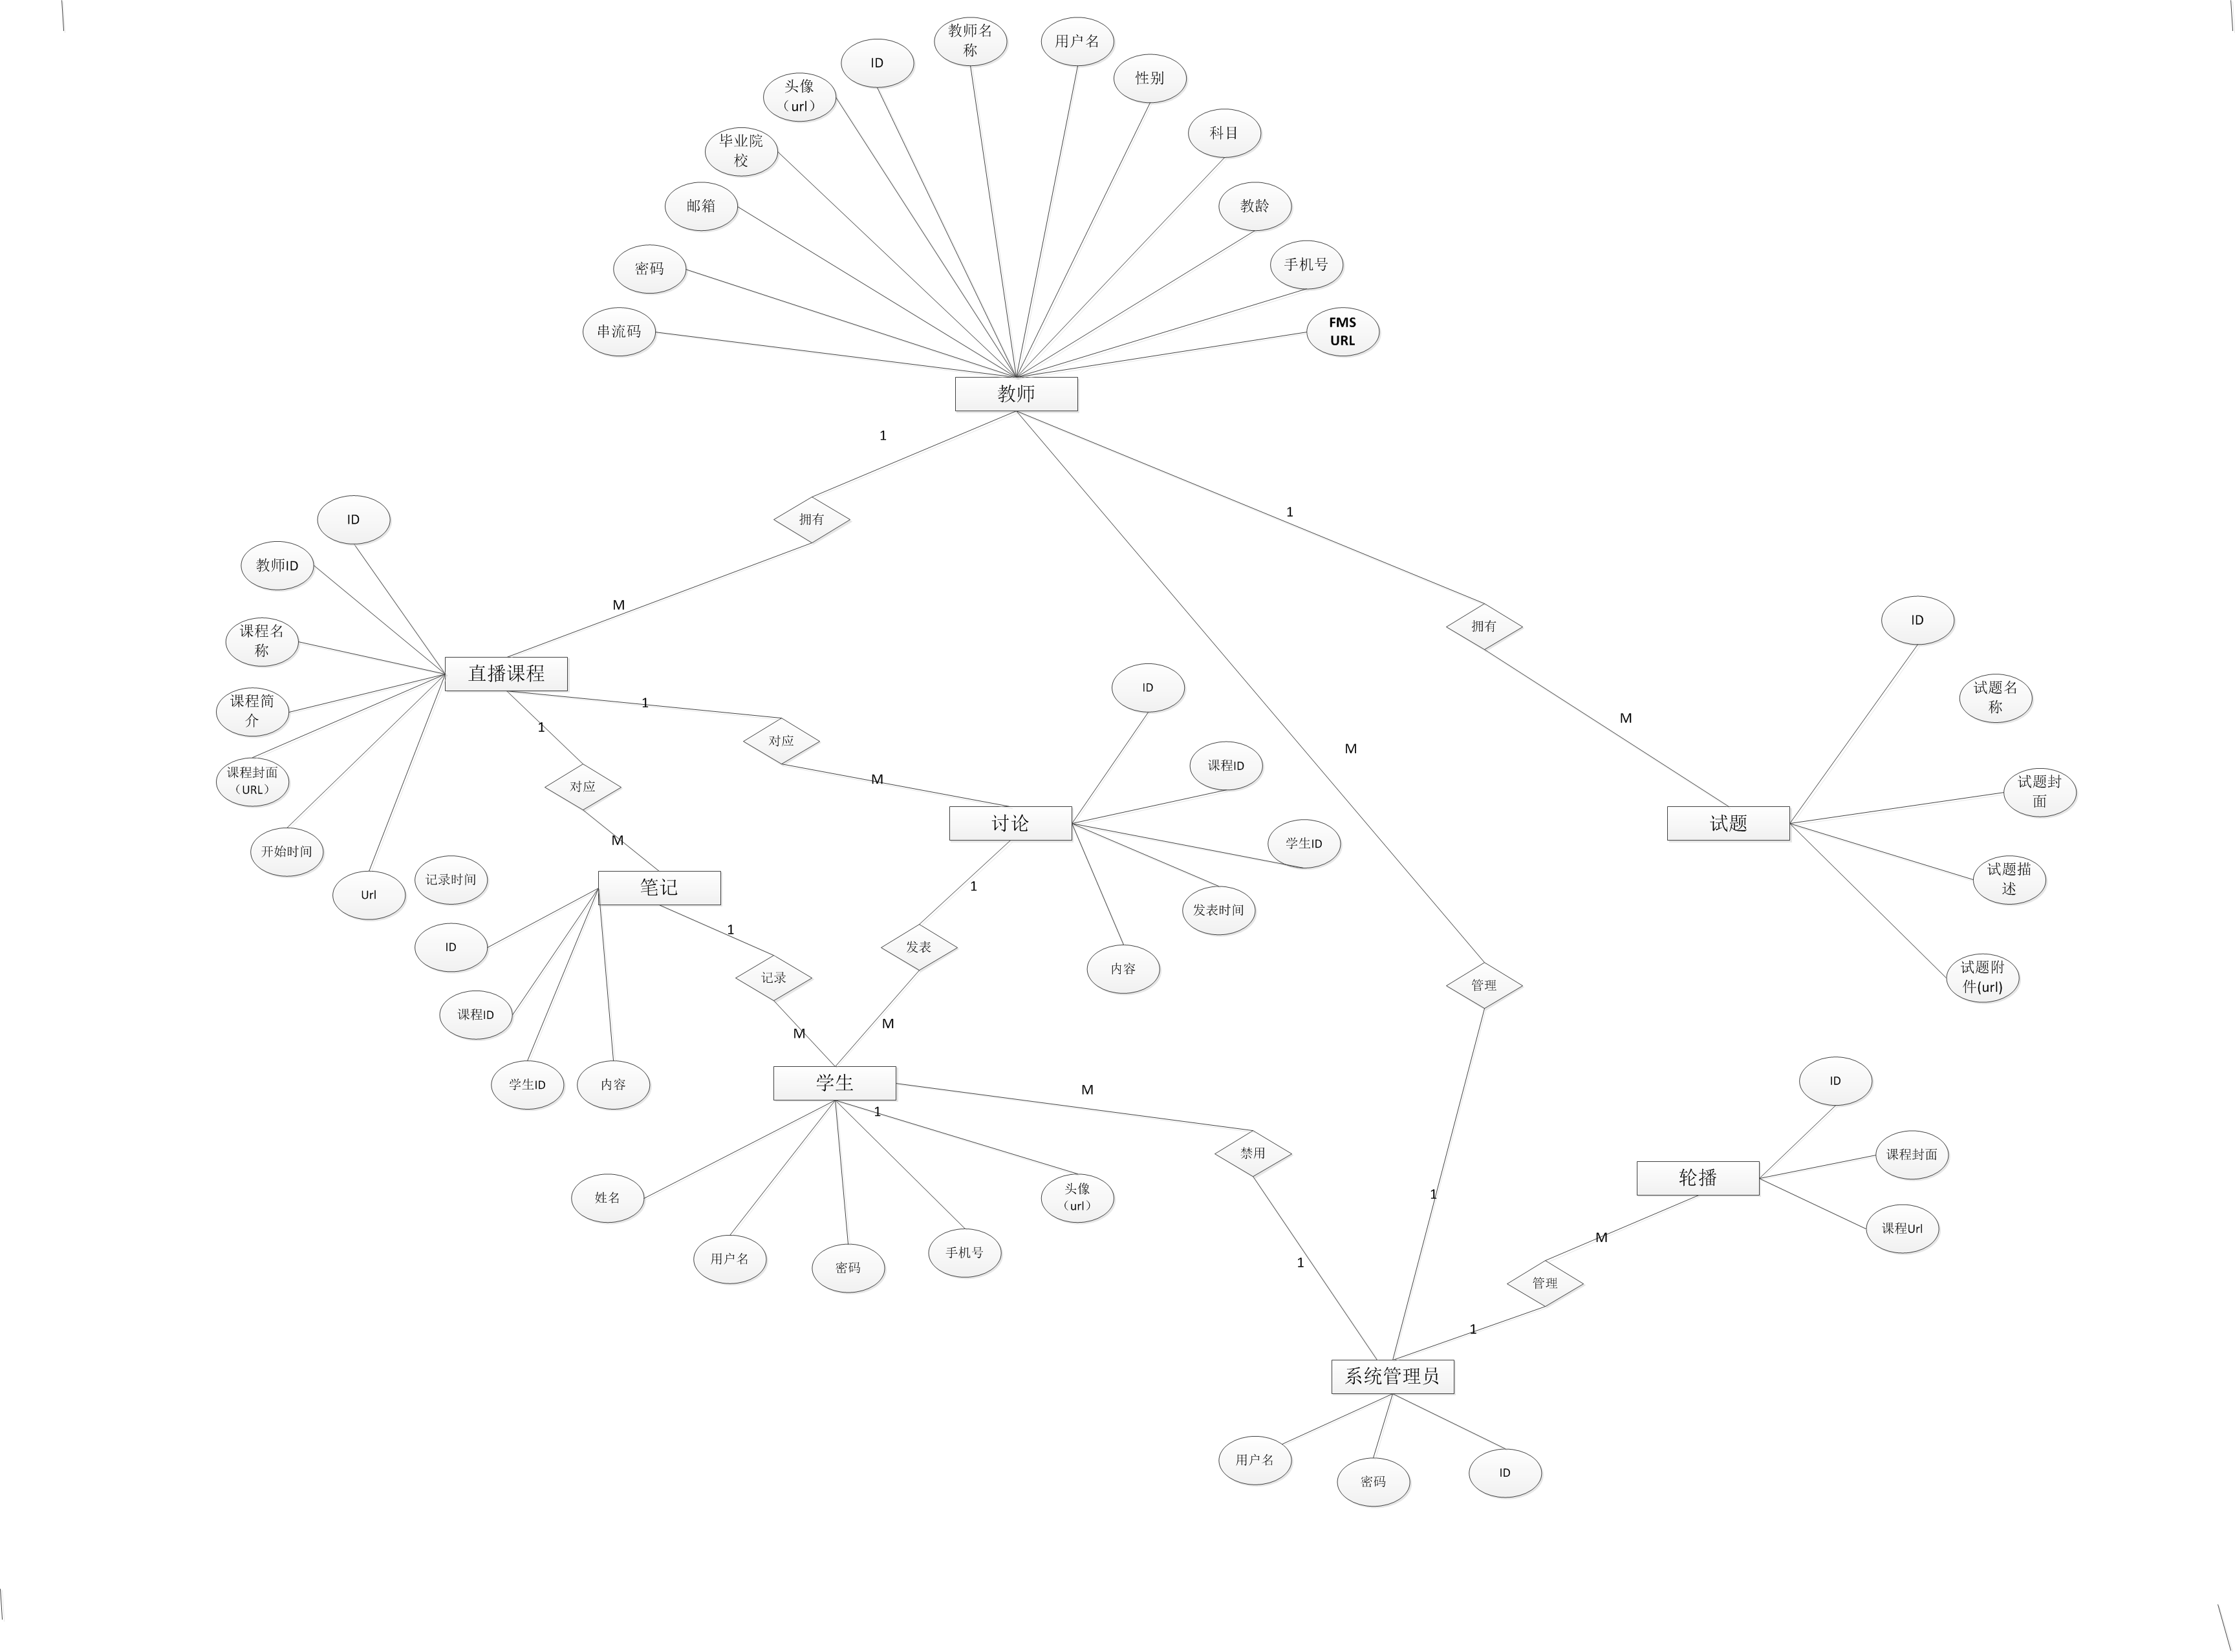 教师名
称
用户名
ID
性别
头像
（url）
科目
毕业院
校
邮箱
教龄
密码
手机号
串流码
FMS
URL
教师
1
拥有
M
1
拥有
M
ID
教师ID
课程名
称
课程简
介
课程封面
（URL）
开始时间
Url
直播课程
1
对应
M
1
对应
M
ID
课程ID
学生ID
发表时间
内容
讨论
M
管理
1
ID
试题名
称
试题封
面
试题描
述
试题附
件(url)
试题
记录时间
笔记
ID
课程ID
学生ID
内容
1
记录
M
1
发表
M
学生
1
姓名
用户名
密码
手机号
头像
（url）
M
禁用
1
ID
课程封面
课程Url
轮播
M
管理
1
系统管理员
用户名
密码
ID